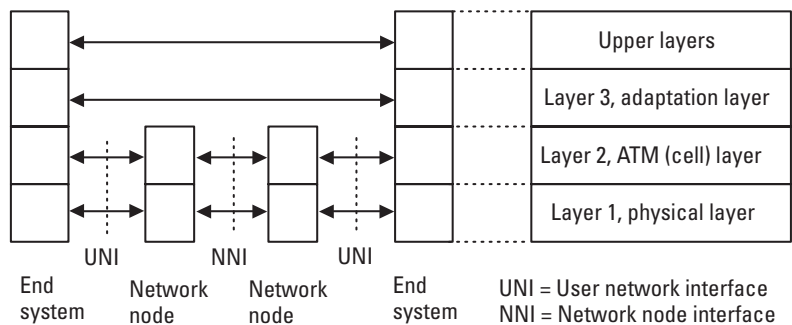 Upper layers
Layer 3, adaptation layer
Layer 2, ATM (cell) layer
Layer 1, physical layer
UNI
NNI
UNI
End
system
Network
node
Network
node
End
system
UNI = User network interface
NNI = Network node interface